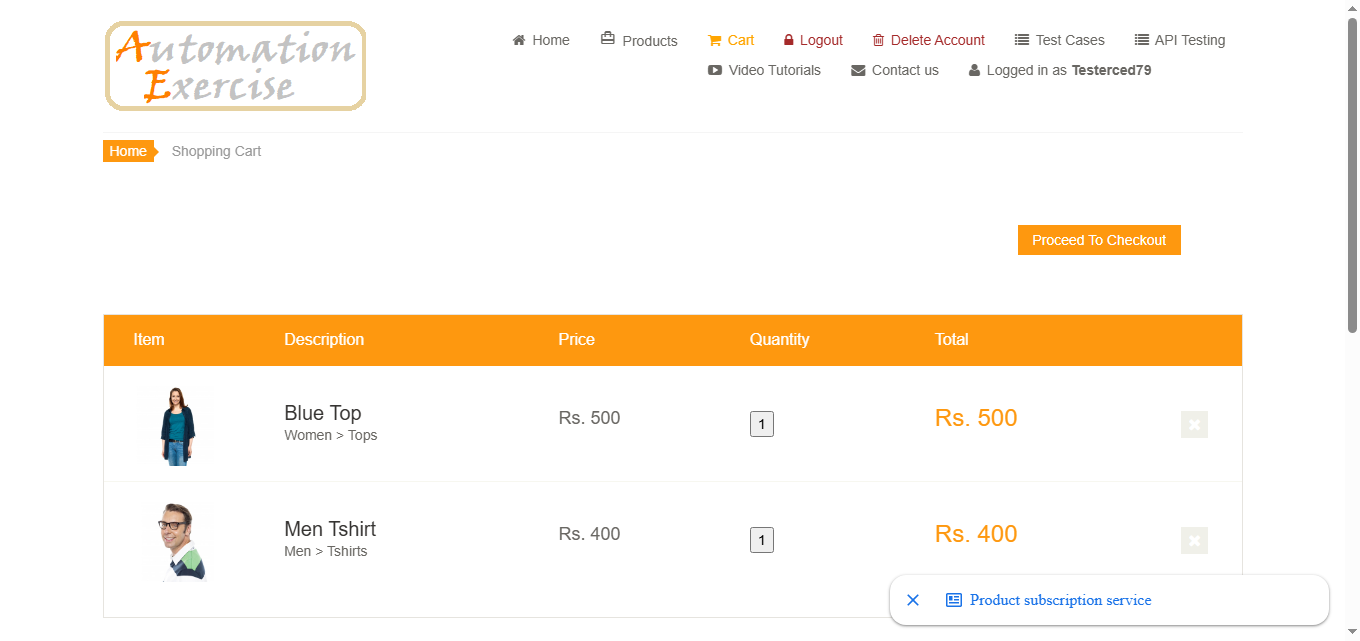 Automation
Exercise
Home Products Cart Logout Delete Account Test Cases API Testing
Video Tutorials Contact us Logged in as Testerced79
Home Shopping Cart
Proceed To Checkout
Item Description Price Quantity Total
Blue Top
Women > Tops
Rs. 500 1 Rs. 500
Men Tshirt
Men > Tshirts
Rs. 400 1 Rs. 400
Product subscription service